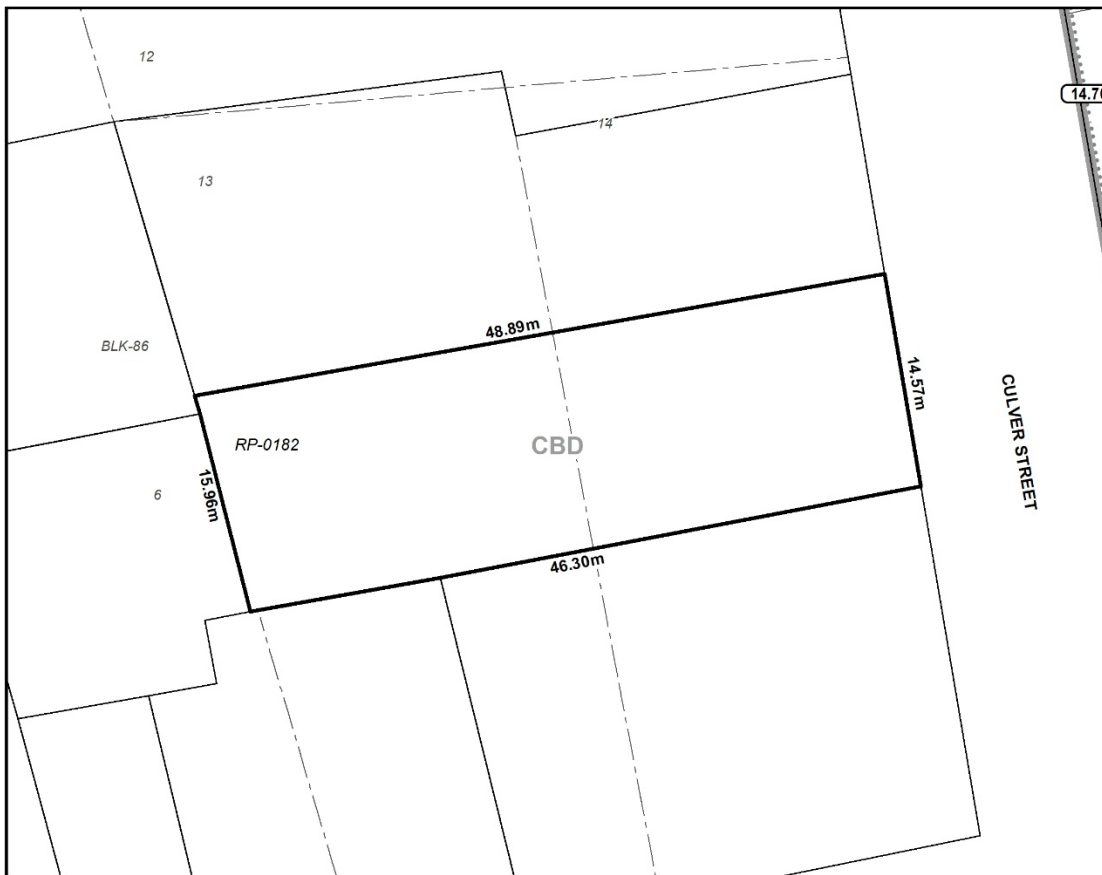 12
14.70
14
13
48.89m
BLK-86
14.57m
CULVER STREET
RP-0182
CBD
15.96m
6
46.30m